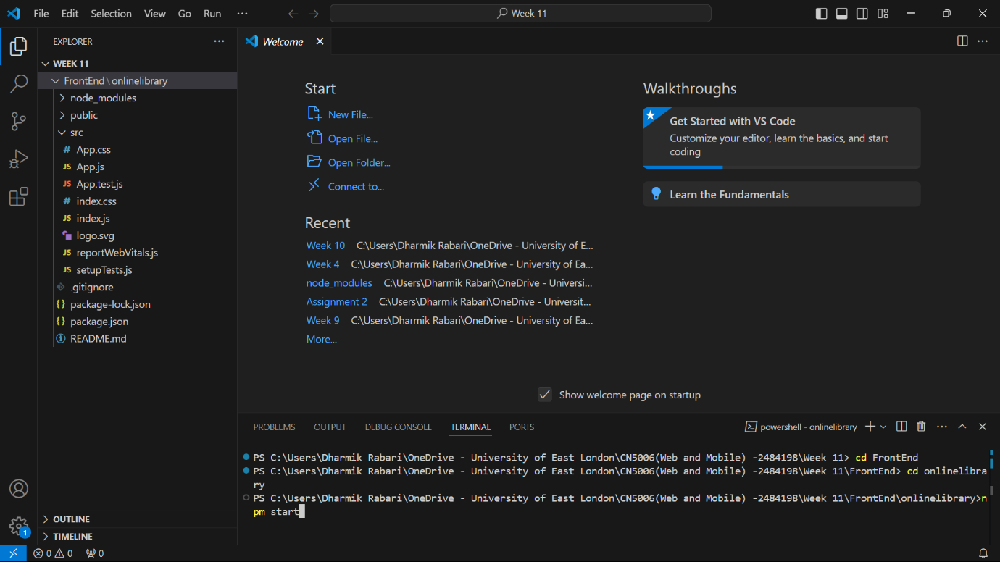 File Edit Selection View Go Run ··· Week 11
EXPLORER ···
Welcome
WEEK 11
FrontEnd\onlinelibrary
node_modules
public
src
# App.css
JS App.js
JS App.test.js
# index.css
JS index.js
logo.svg
JS reportWebVitals.js
JS setupTests.js
.gitignore
{} package-lock.json
{} package.json
README.md
OUTLINE
TIMELINE
Start
New File...
Open File...
Open Folder...
Connect to...
Recent
Week 10 C:\Users\Dharmik Rabari\OneDrive - University of E...
Week 4 C:\Users\Dharmik Rabari\OneDrive - University of Ea...
node_modules C:\Users\Dharmik Rabari\OneDrive - Universi...
Assignment 2 C:\Users\Dharmik Rabari\OneDrive - Universit...
Week 9 C:\Users\Dharmik Rabari\OneDrive - University of Ea...
More...
Walkthroughs
Get Started with VS Code
Customize your editor, learn the basics, and start
coding
Learn the Fundamentals
Show welcome page on startup
PROBLEMS OUTPUT DEBUG CONSOLE TERMINAL PORTS powershell - onlinelibrary
PS C:\Users\Dharmik Rabari\OneDrive - University of East London\CN5006(Web and Mobile) -2484198\Week 11> cd FrontEnd
PS C:\Users\Dharmik Rabari\OneDrive - University of East London\CN5006(Web and Mobile) -2484198\Week 11\FrontEnd> cd onlinelibra
ry
PS C:\Users\Dharmik Rabari\OneDrive - University of East London\CN5006(Web and Mobile) -2484198\Week 11\FrontEnd\onlinelibrary>n
pm start
1
0 0 0